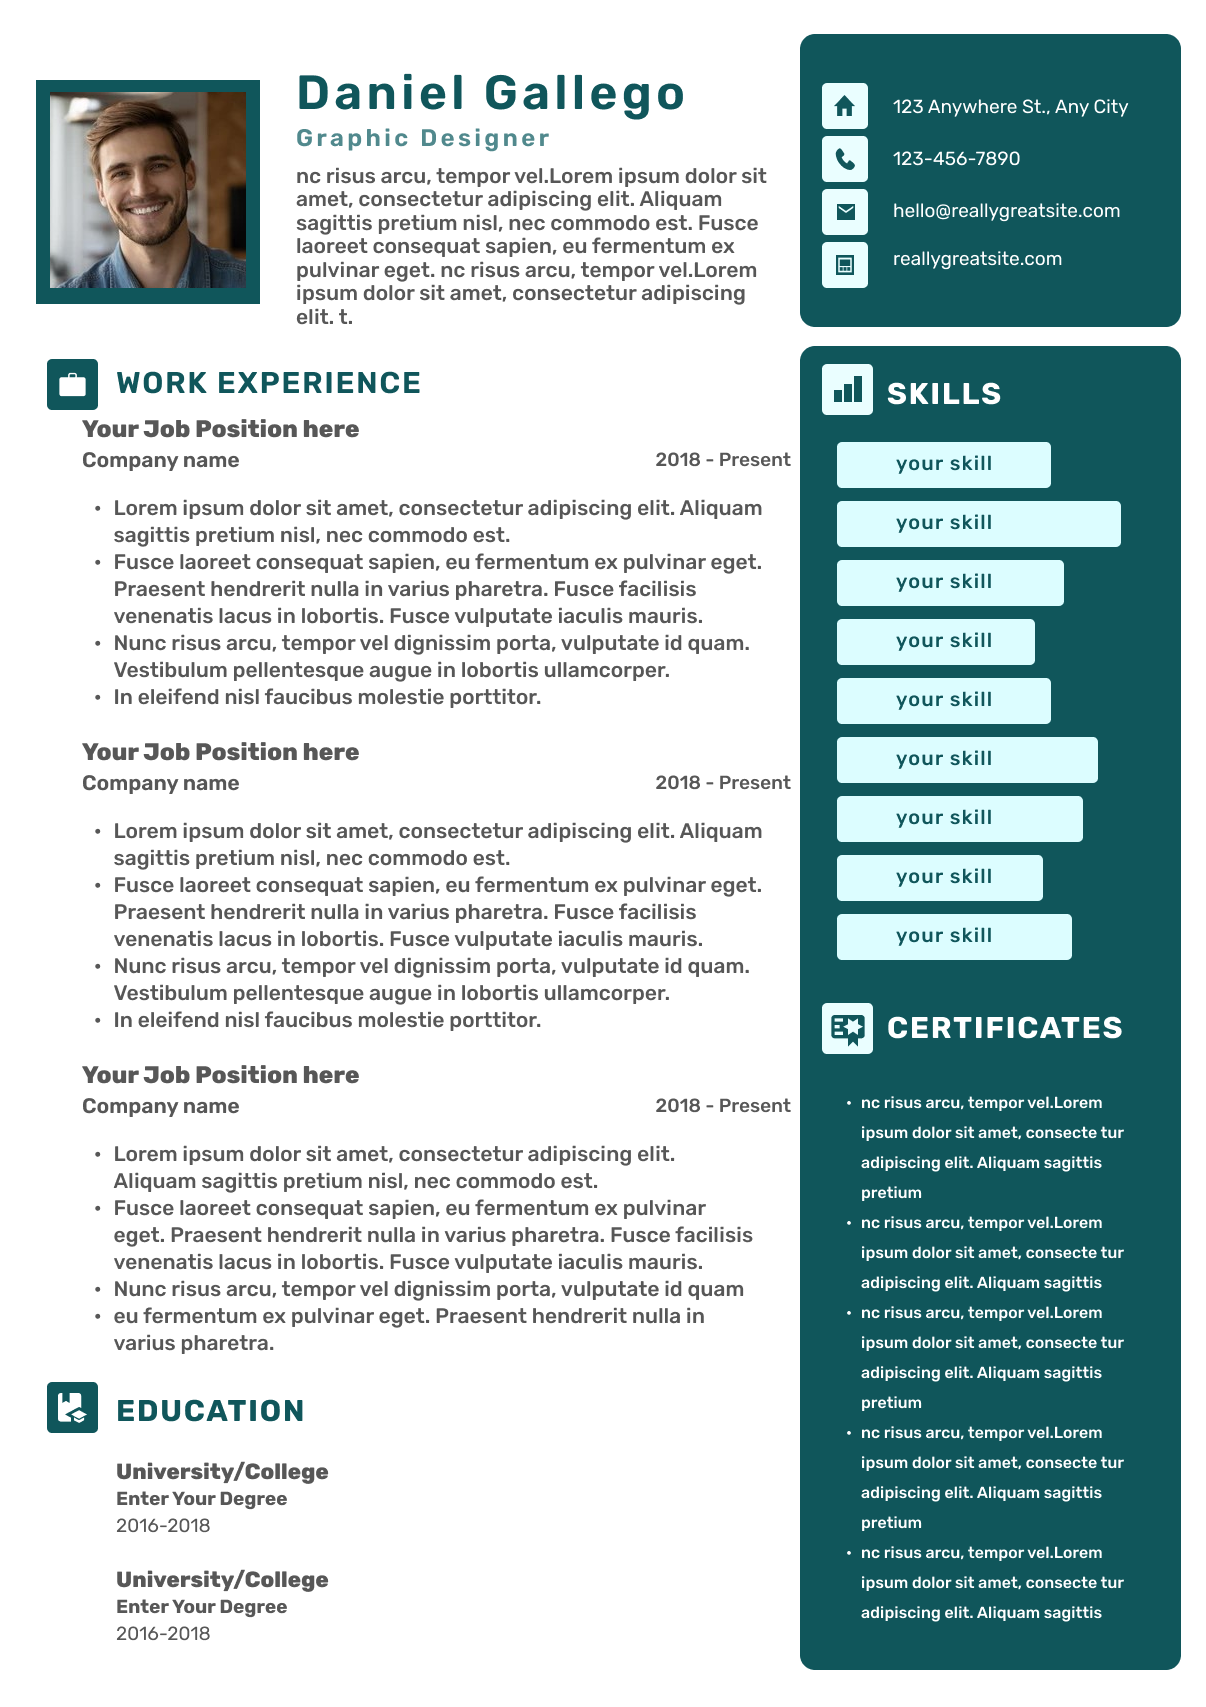 Daniel Gallego
Graphic Designer
nc risus arcu, tempor vel.Lorem ipsum dolor sit
amet, consectetur adipiscing elit. Aliquam
sagittis pretium nisl, nec commodo est. Fusce
laoreet consequat sapien, eu fermentum ex
pulvinar eget. nc risus arcu, tempor vel.Lorem
ipsum dolor sit amet, consectetur adipiscing
elit. t.
123 Anywhere St., Any City
123-456-7890
hello@reallygreatsite.com
reallygreatsite.com
WORK EXPERIENCE
Your Job Position here
Company name
2018 - Present
• Lorem ipsum dolor sit amet, consectetur adipiscing elit. Aliquam
sagittis pretium nisl, nec commodo est.
• Fusce laoreet consequat sapien, eu fermentum ex pulvinar eget.
Praesent hendrerit nulla in varius pharetra. Fusce facilisis
venenatis lacus in lobortis. Fusce vulputate iaculis mauris.
• Nunc risus arcu, tempor vel dignissim porta, vulputate id quam.
Vestibulum pellentesque augue in lobortis ullamcorper.
• In eleifend nisl faucibus molestie porttitor.
Your Job Position here
Company name
2018 - Present
• Lorem ipsum dolor sit amet, consectetur adipiscing elit. Aliquam
sagittis pretium nisl, nec commodo est.
• Fusce laoreet consequat sapien, eu fermentum ex pulvinar eget.
Praesent hendrerit nulla in varius pharetra. Fusce facilisis
venenatis lacus in lobortis. Fusce vulputate iaculis mauris.
• Nunc risus arcu, tempor vel dignissim porta, vulputate id quam.
Vestibulum pellentesque augue in lobortis ullamcorper.
• In eleifend nisl faucibus molestie porttitor.
Your Job Position here
Company name
2018 - Present
• Lorem ipsum dolor sit amet, consectetur adipiscing elit.
Aliquam sagittis pretium nisl, nec commodo est.
• Fusce laoreet consequat sapien, eu fermentum ex pulvinar
eget. Praesent hendrerit nulla in varius pharetra. Fusce facilisis
venenatis lacus in lobortis. Fusce vulputate iaculis mauris.
• Nunc risus arcu, tempor vel dignissim porta, vulputate id quam
• eu fermentum ex pulvinar eget. Praesent hendrerit nulla in
varius pharetra.
EDUCATION
University/College
Enter Your Degree
2016-2018
University/College
Enter Your Degree
2016-2018
SKILLS
your skill
your skill
your skill
your skill
your skill
your skill
your skill
your skill
your skill
CERTIFICATES
• nc risus arcu, tempor vel.Lorem
ipsum dolor sit amet, consecte tur
adipiscing elit. Aliquam sagittis
pretium
• nc risus arcu, tempor vel.Lorem
ipsum dolor sit amet, consecte tur
adipiscing elit. Aliquam sagittis
• nc risus arcu, tempor vel.Lorem
ipsum dolor sit amet, consecte tur
adipiscing elit. Aliquam sagittis
pretium
• nc risus arcu, tempor vel.Lorem
ipsum dolor sit amet, consecte tur
adipiscing elit. Aliquam sagittis
pretium
• nc risus arcu, tempor vel.Lorem
ipsum dolor sit amet, consecte tur
adipiscing elit. Aliquam sagittis